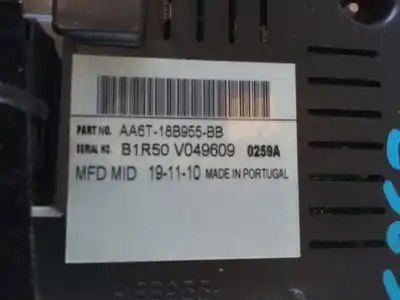 PART NO. AA6T-18B955-BB
SERIAL NO. B1R50 V049609 0259A
MFD MID 19-11-10 MADE IN PORTUGAL